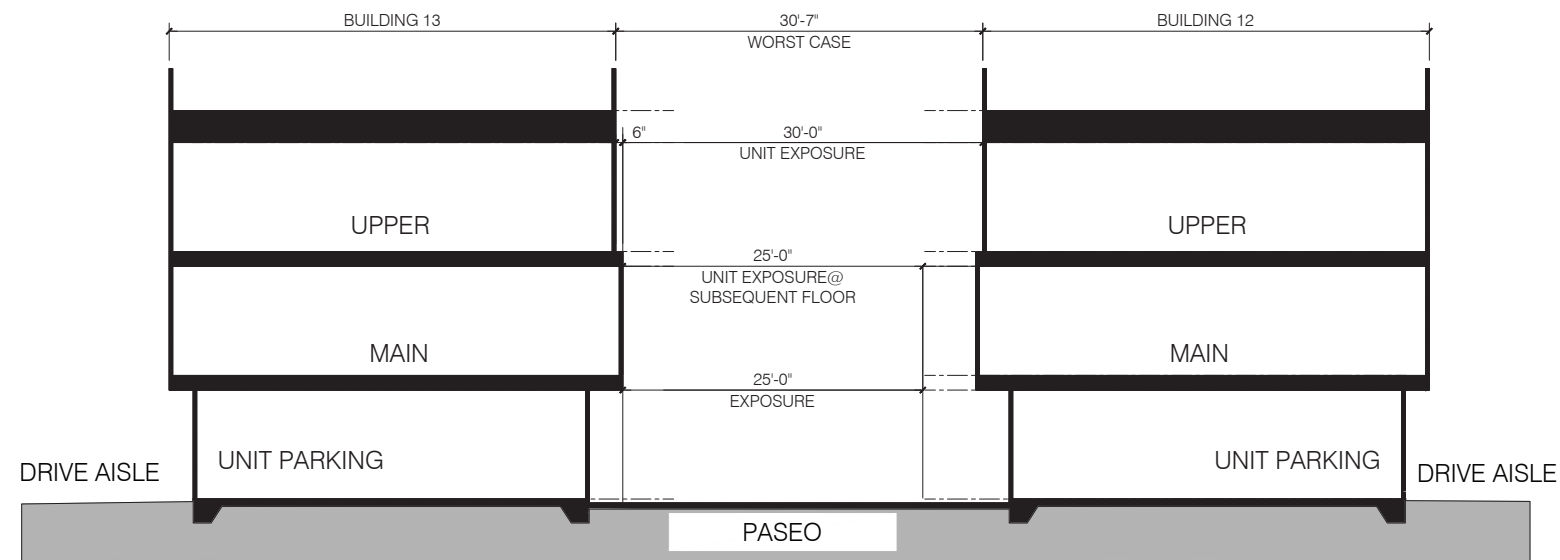 BUILDING 13
30'-7"
BUILDING 12
WORST CASE
6"
30'-0"
UNIT EXPOSURE
UPPER
UPPER
25'-0"
UNIT EXPOSURE@
SUBSEQUENT FLOOR
MAIN
MAIN
25'-0"
EXPOSURE
DRIVE AISLE
UNIT PARKING
UNIT PARKING
DRIVE AISLE
PASEO